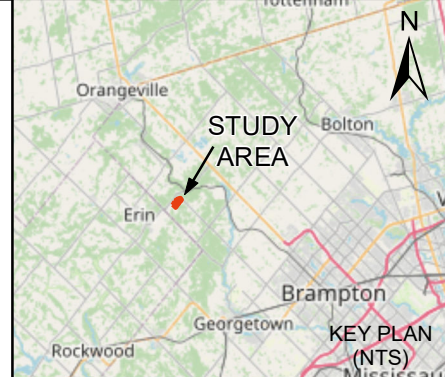 Tottenham
N
Orangeville
STUDY
AREA
Bolton
Erin
Brampton
Georgetown
KEY PLAN
(NTS)
Rockwood